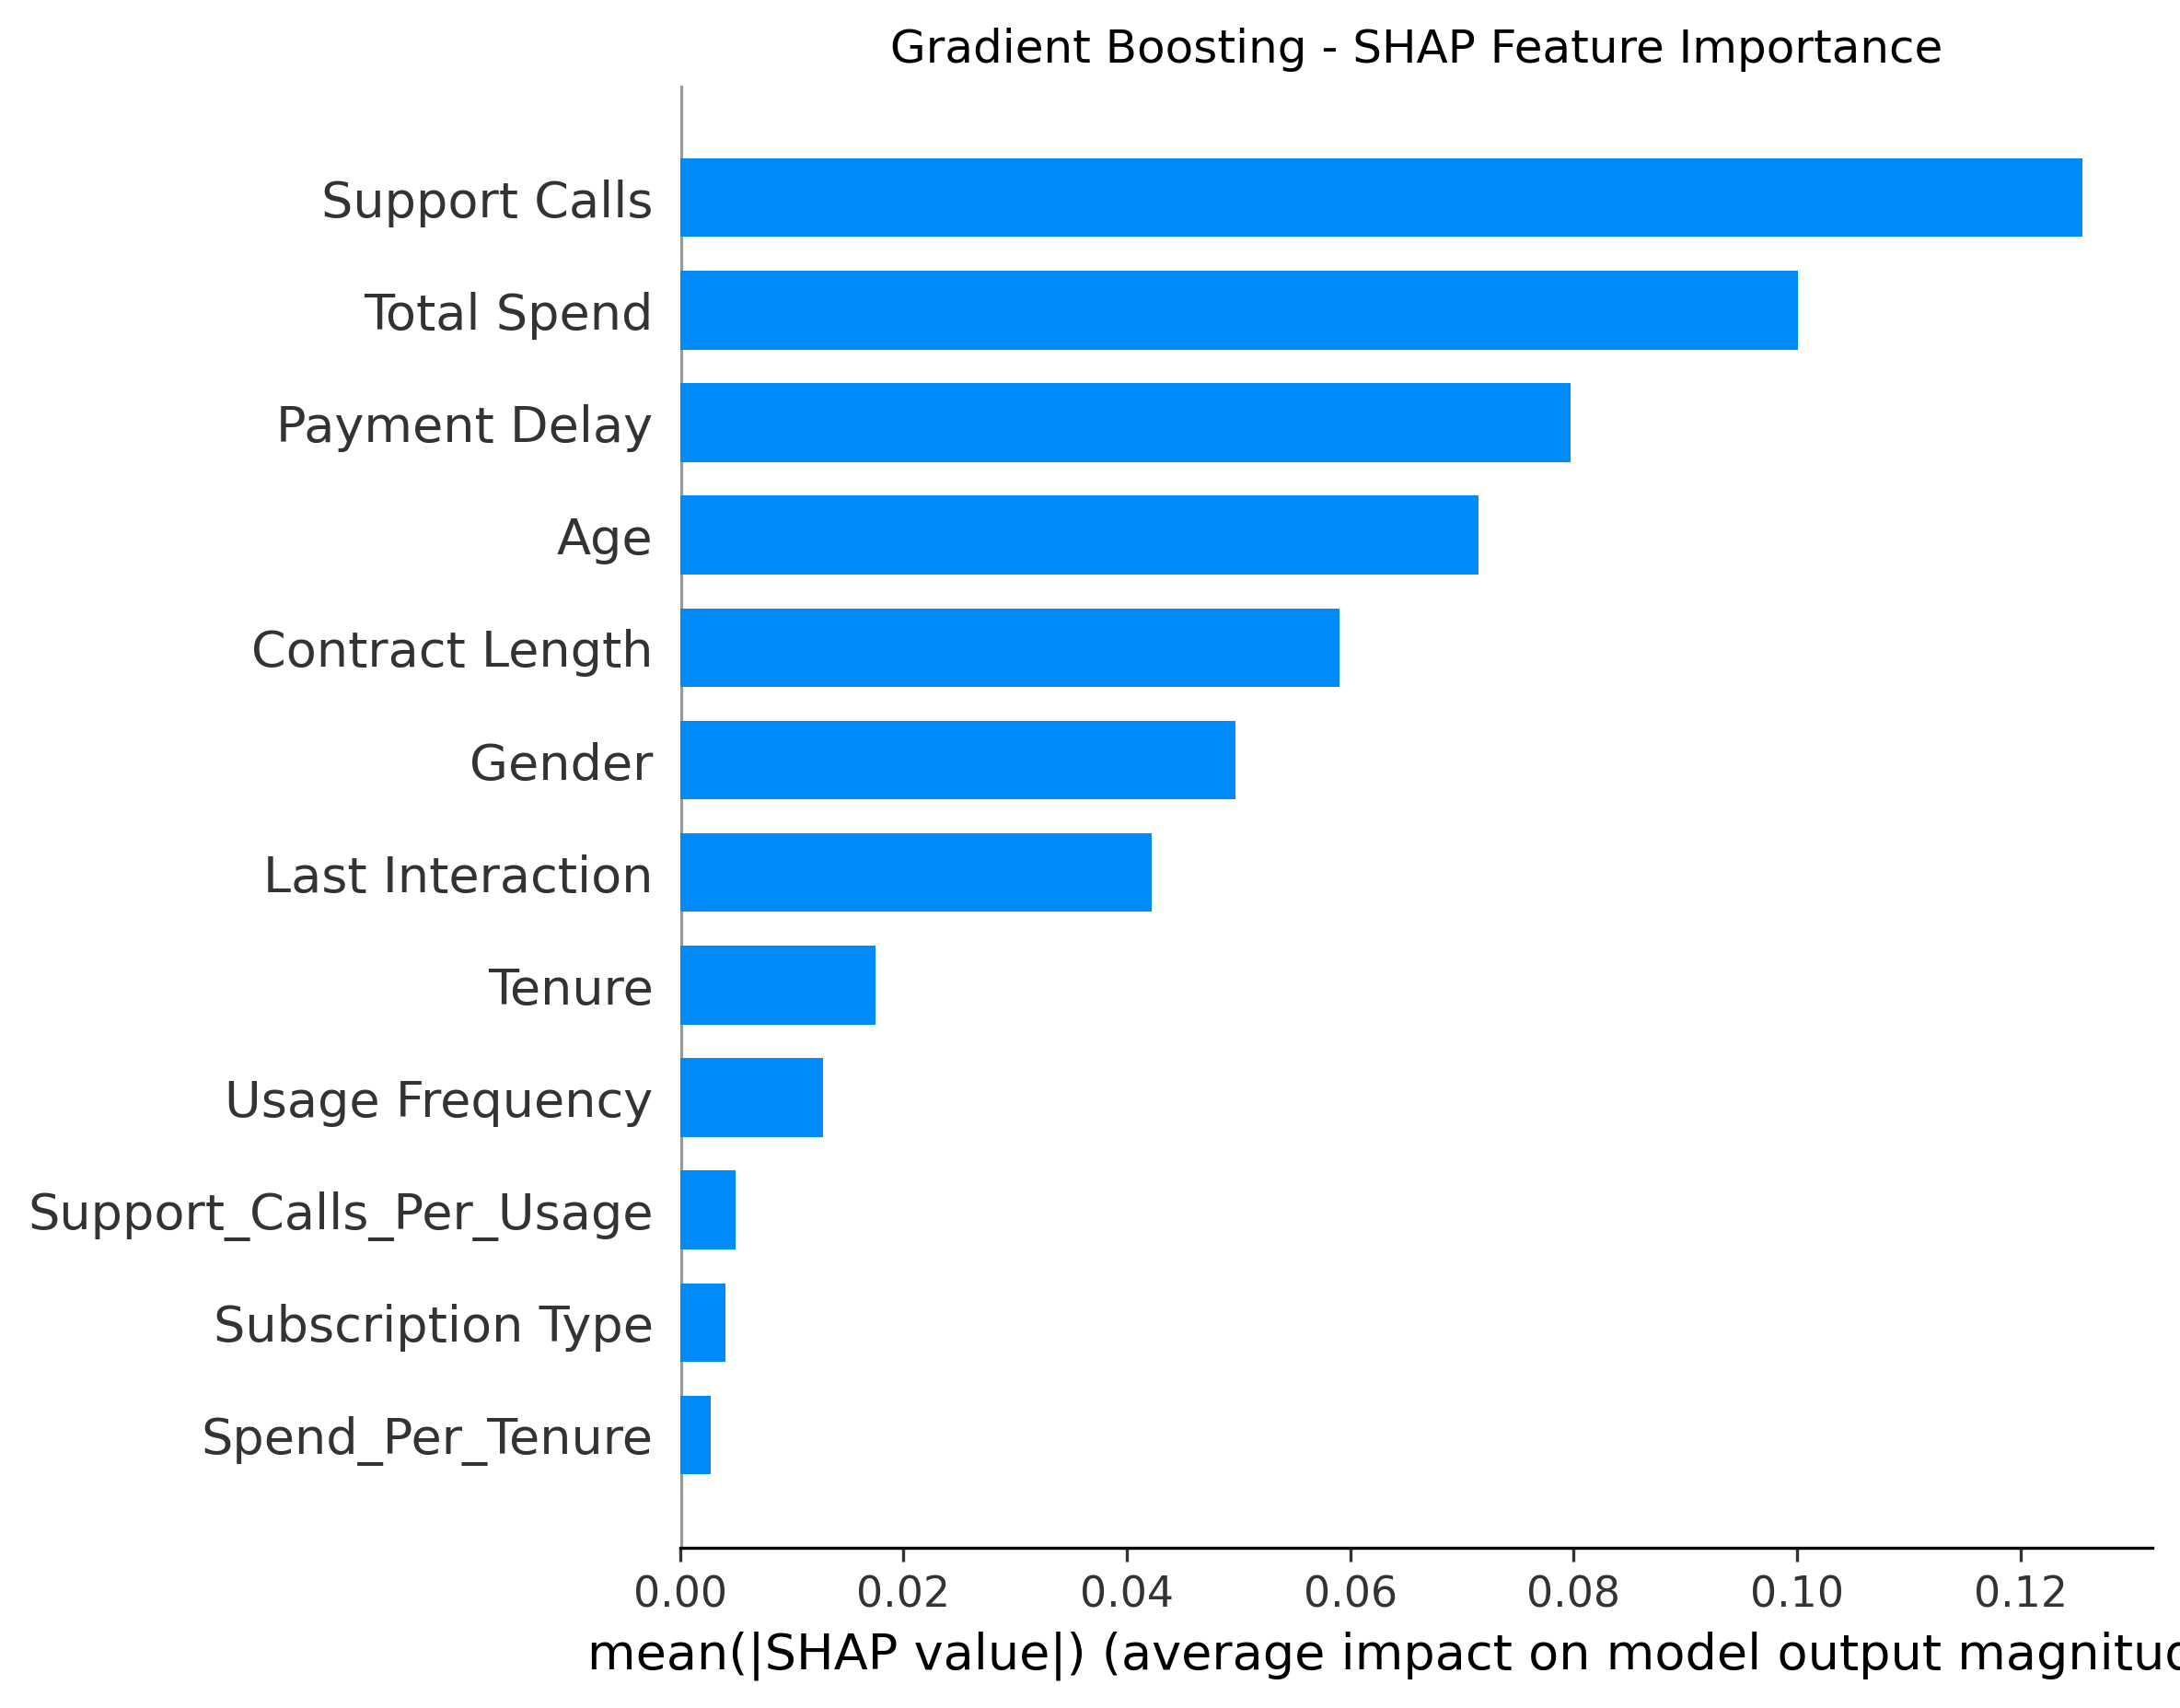 Gradient Boosting - SHAP Feature Importance
Support Calls
Total Spend
Payment Delay
Age
Contract Length
Gender
Last Interaction
Tenure
Usage Frequency
Support_Calls_Per_Usage
Subscription Type
Spend_Per_Tenure
0.00 0.02 0.04 0.06 0.08 0.10 0.12
mean(|SHAP value|) (average impact on model output magnitud